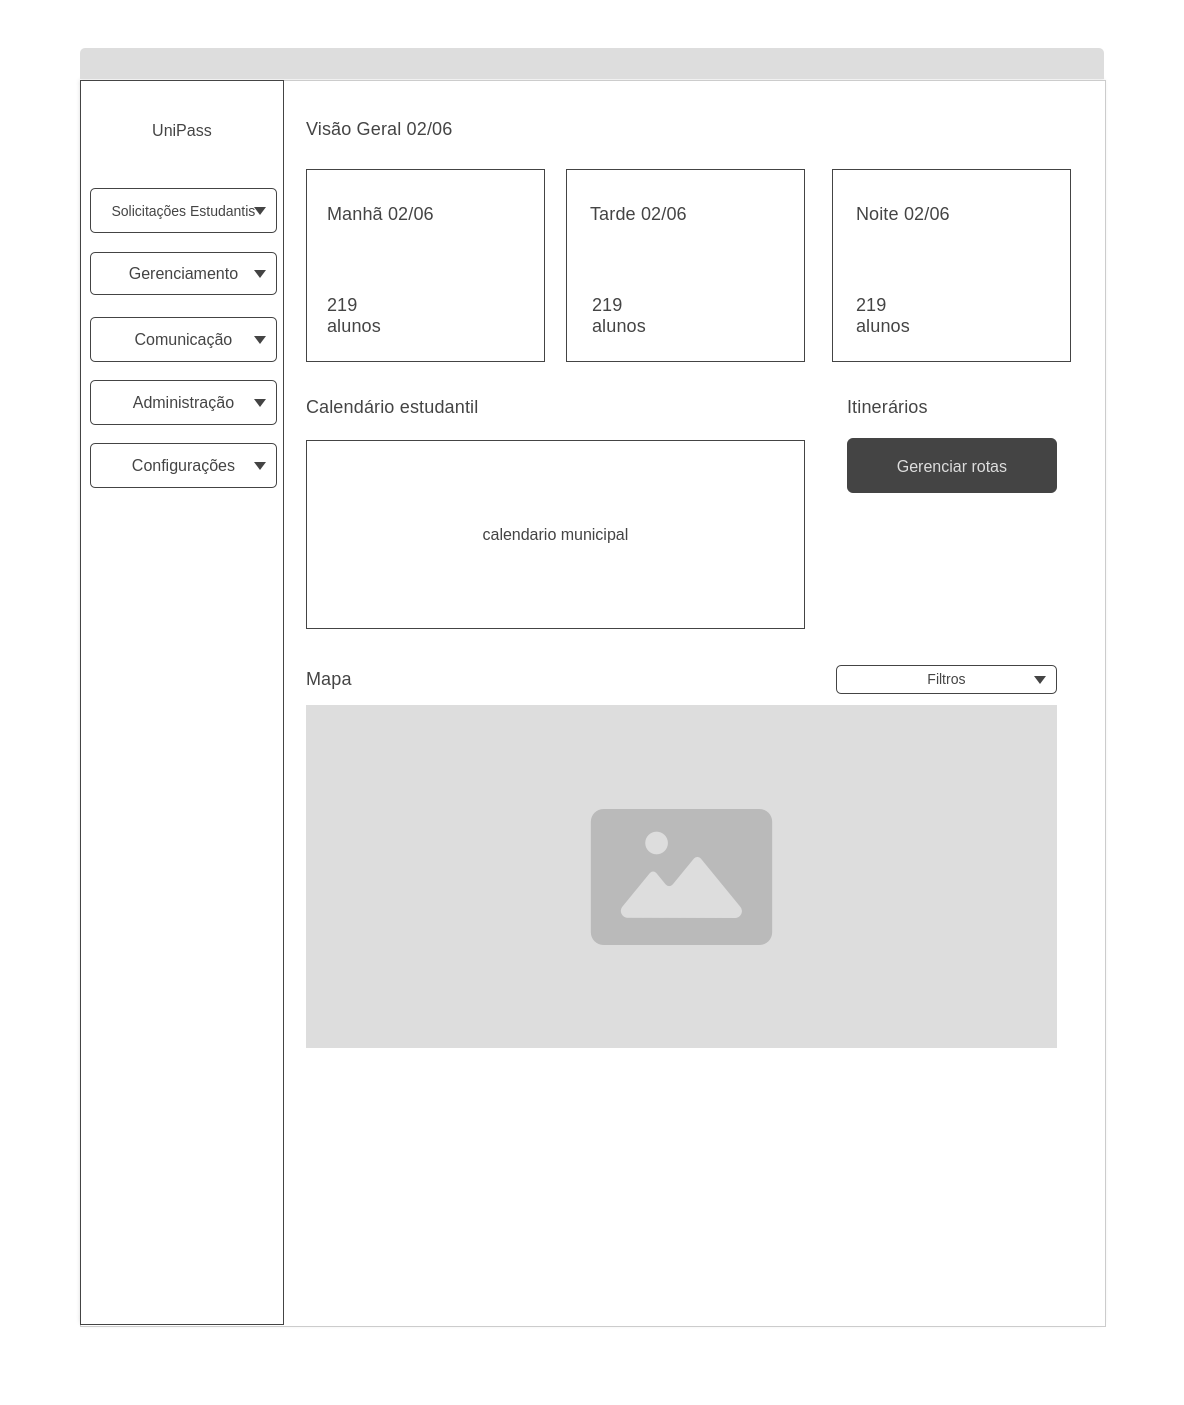 UniPass
Solicitações Estudantis
Gerenciamento
Comunicação
Administração
Configurações
Visão Geral 02/06
Manhã 02/06
219
alunos
Tarde 02/06
219
alunos
Noite 02/06
219
alunos
Calendário estudantil
calendario municipal
Itinerários
Gerenciar rotas
Mapa
Filtros